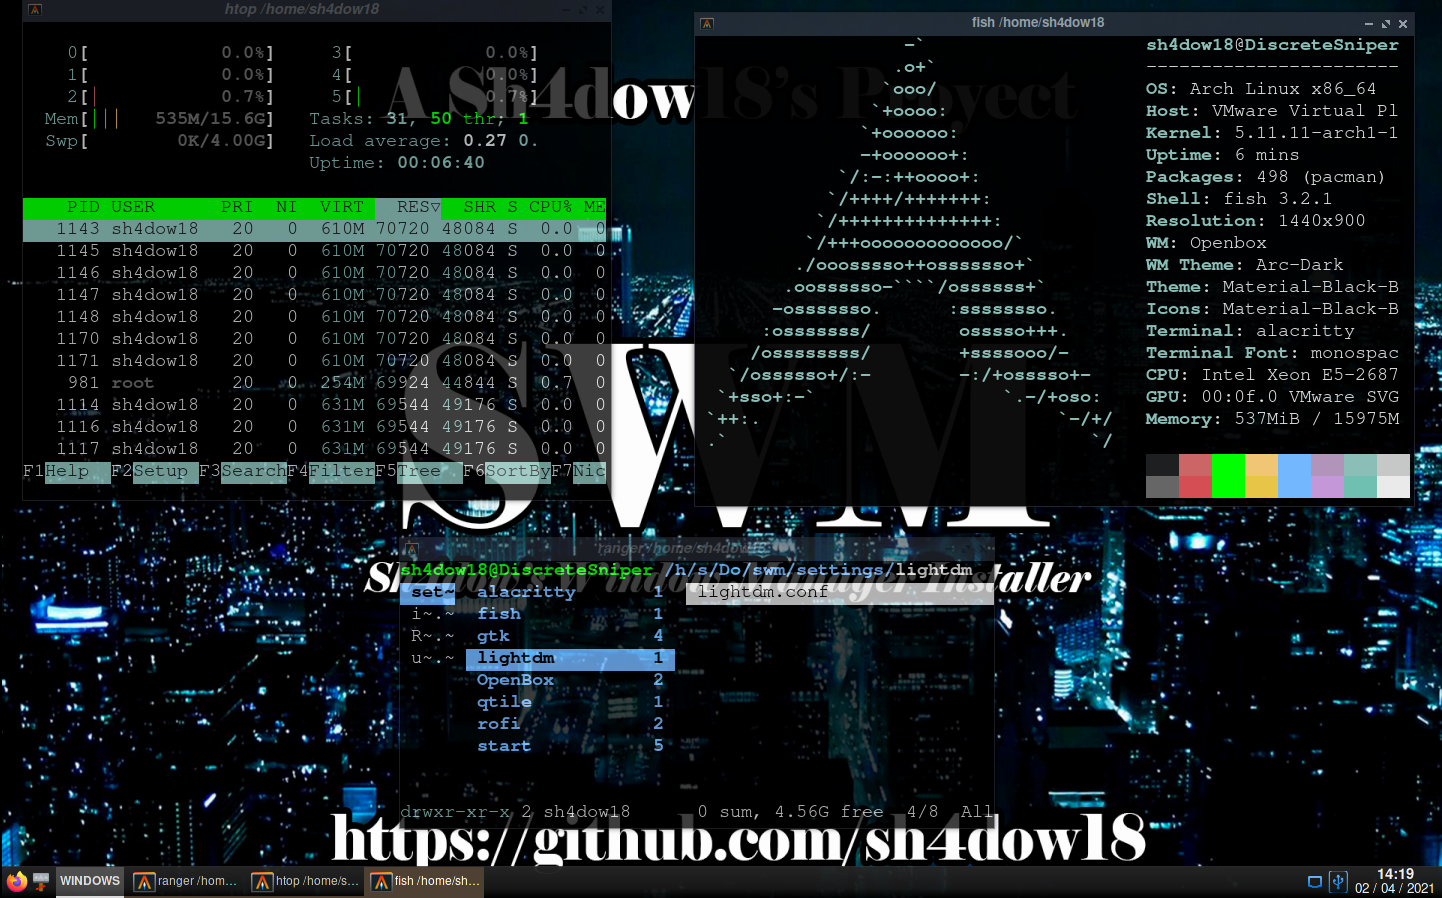 htop /home/sh4dow18
0[ 0.0%] 3[ 0.0%]
1[ 0.0%] 4[ 0.0%]
2[| 0.7%] 5[| 0.7%]
Mem[||| 535M/15.6G] Tasks: 31, 50 thr; 1
Swp[ 0K/4.00G] Load average: 0.27 0.
Uptime: 00:06:40
PID USER PRI NI VIRT RES▽ SHR S CPU% ME
1143 sh4dow18 20 0 610M 70720 48084 S 0.0 0
1145 sh4dow18 20 0 610M 70720 48084 S 0.0 0
1146 sh4dow18 20 0 610M 70720 48084 S 0.0 0
1147 sh4dow18 20 0 610M 70720 48084 S 0.0 0
1148 sh4dow18 20 0 610M 70720 48084 S 0.0 0
1170 sh4dow18 20 0 610M 70720 48084 S 0.0 0
1171 sh4dow18 20 0 610M 70720 48084 S 0.0 0
981 root 20 0 254M 69924 44844 S 0.7 0
1114 sh4dow18 20 0 631M 69544 49176 S 0.0 0
1116 sh4dow18 20 0 631M 69544 49176 S 0.0 0
1117 sh4dow18 20 0 631M 69544 49176 S 0.0 0
F1Help F2Setup F3SearchF4FilterF5Tree F6SortByF7Nic
fish /home/sh4dow18
sh4dow18@DiscreteSniper
-----------------------
OS: Arch Linux x86_64
Host: VMware Virtual Pl
Kernel: 5.11.11-arch1-1
Uptime: 6 mins
Packages: 498 (pacman)
Shell: fish 3.2.1
Resolution: 1440x900
WM: Openbox
WM Theme: Arc-Dark
Theme: Material-Black-B
Icons: Material-Black-B
Terminal: alacritty
Terminal Font: monospac
CPU: Intel Xeon E5-2687
GPU: 00:0f.0 VMware SVG
Memory: 537MiB / 15975M
A Sh4dow18's Proyect
SWM
ranger /home/sh4dow18
sh4dow18@DiscreteSniper /h/s/Do/swm/settings/lightdm
set~ alacritty 1 lightdm.conf
i~.~ fish 1
R~.~ gtk 4
u~.~ lightdm 1
OpenBox 2
qtile 1
rofi 2
start 5
drwxr-xr-x 2 sh4dow18 0 sum, 4.56G free 4/8 All
Installer
https://github.com/sh4dow18
WINDOWS ranger /hom... htop /home/s... fish /home/sh...
14:19
02 / 04 / 2021